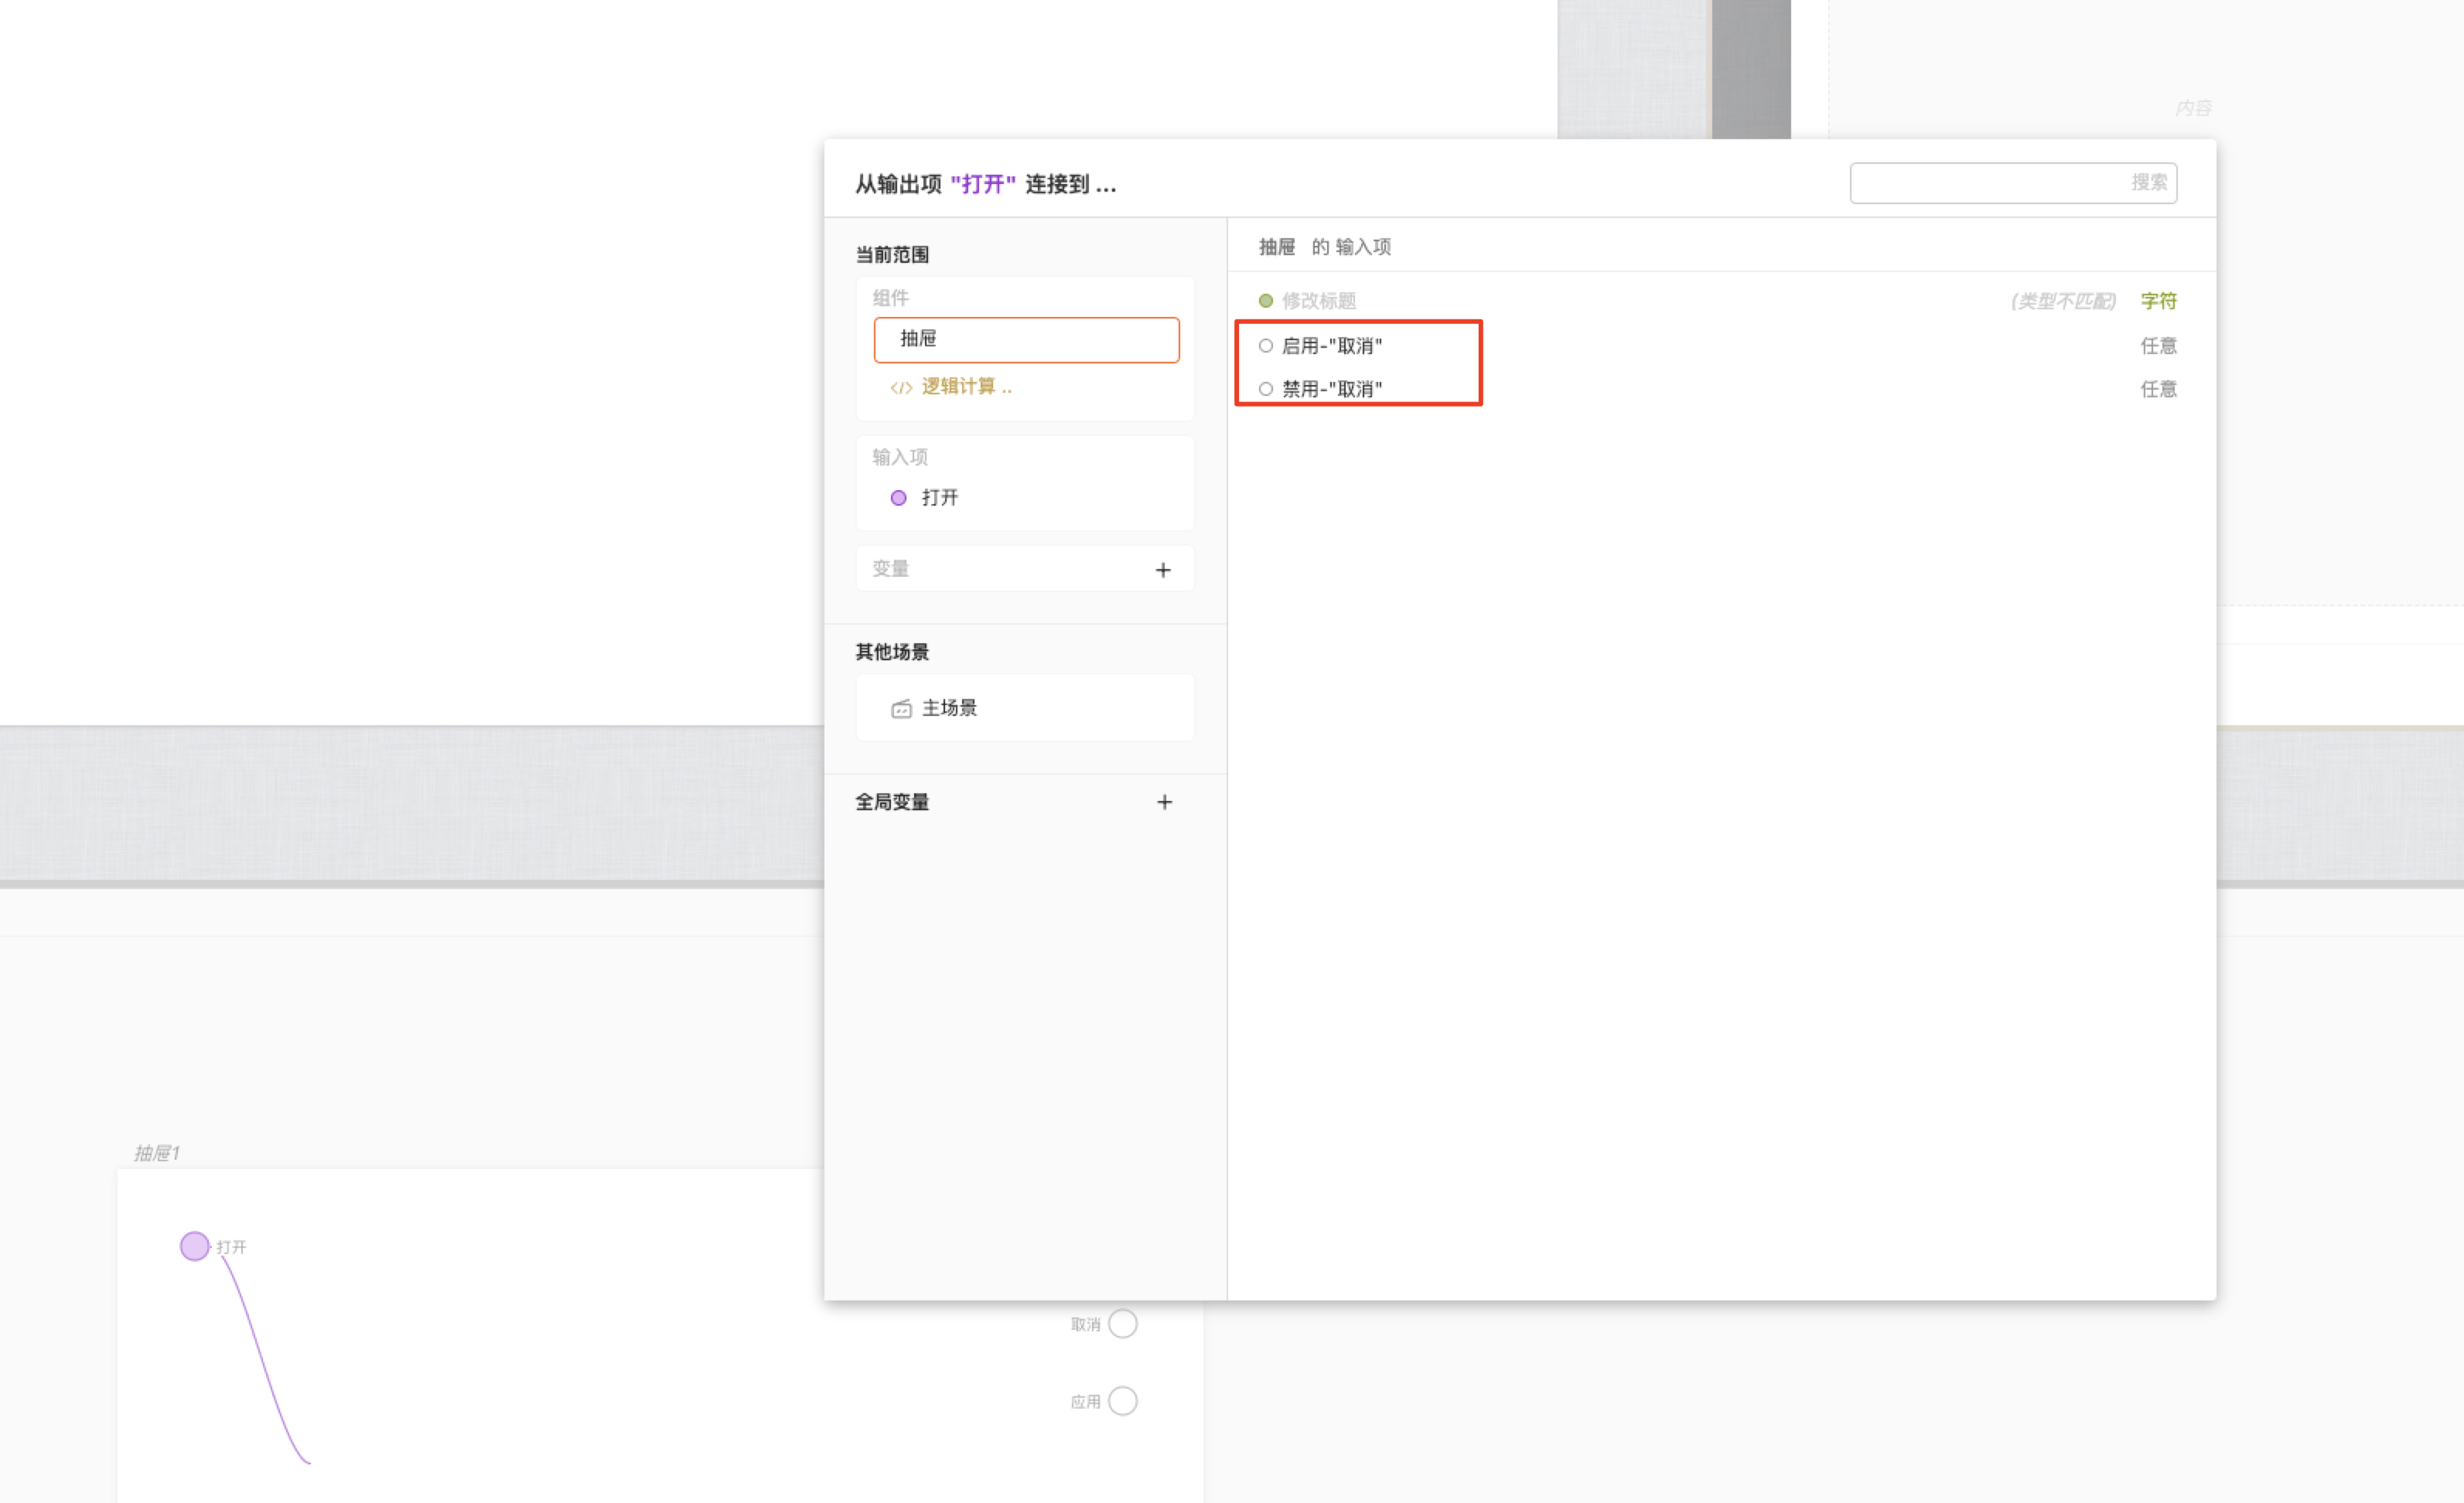 内容
从输出项 "打开" 连接到 ...
搜索
当前范围
组件
抽屉
</> 逻辑计算 ..
输入项
打开
变量 +
其他场景
主场景
全局变量 +
抽屉 的 输入项
修改标题 (类型不匹配) 字符
启用-"取消" 任意
禁用-"取消" 任意
抽屉1
打开
取消
应用